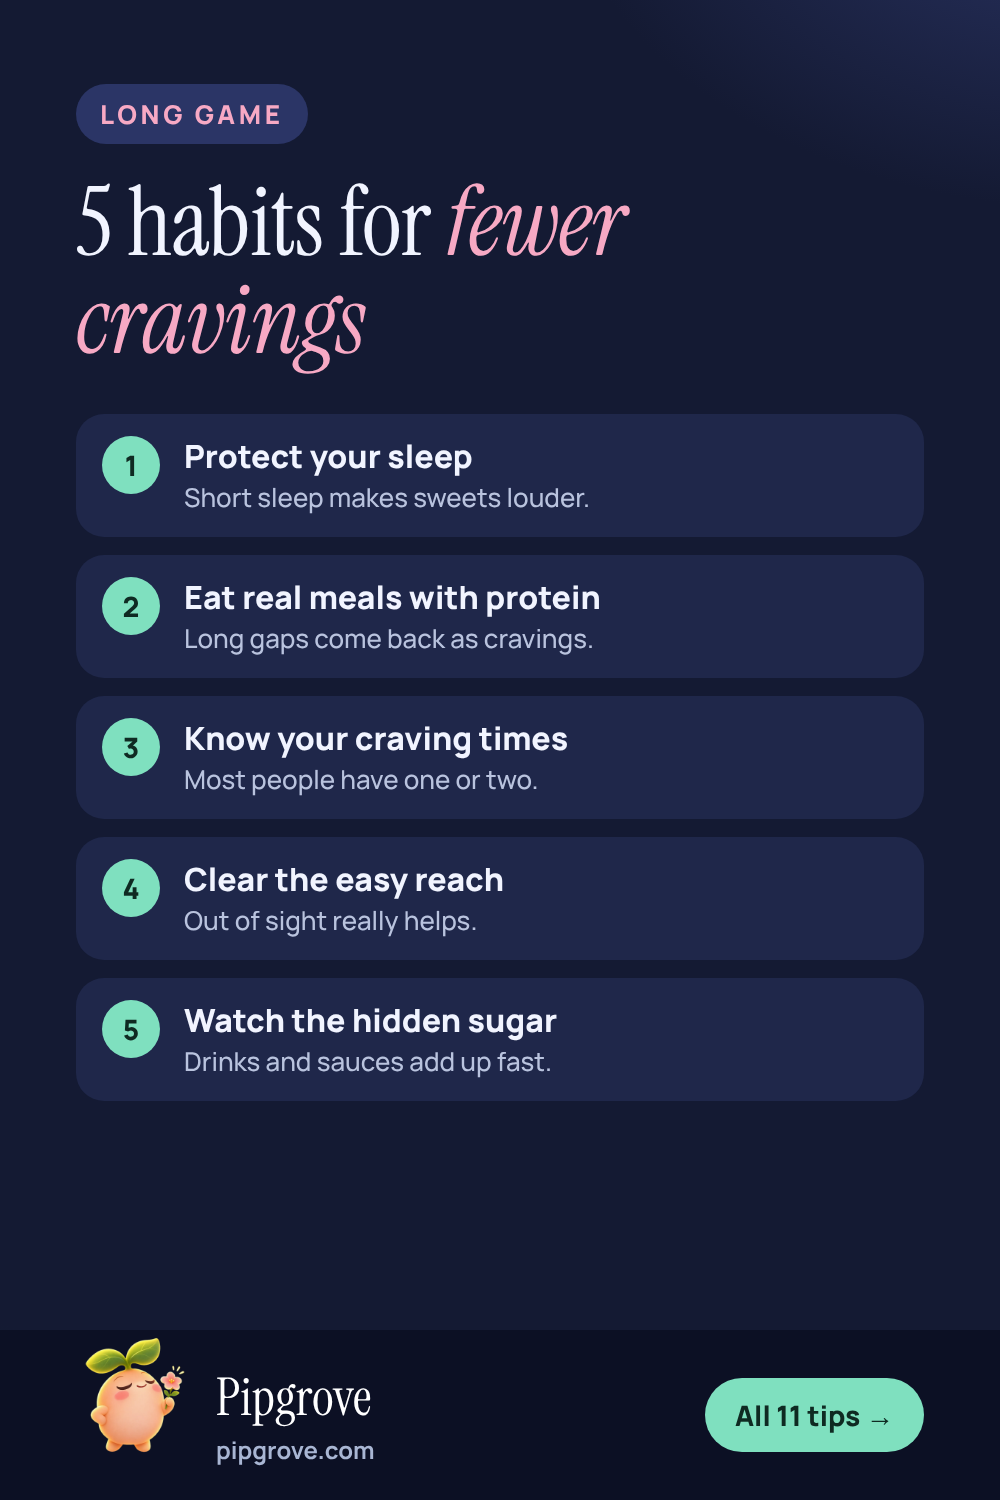 LONG GAME
5 habits for fewer
cravings
1
Protect your sleep
Short sleep makes sweets louder.
2
Eat real meals with protein
Long gaps come back as cravings.
3
Know your craving times
Most people have one or two.
4
Clear the easy reach
Out of sight really helps.
5
Watch the hidden sugar
Drinks and sauces add up fast.
Pipgrove
pipgrove.com
All 11 tips →